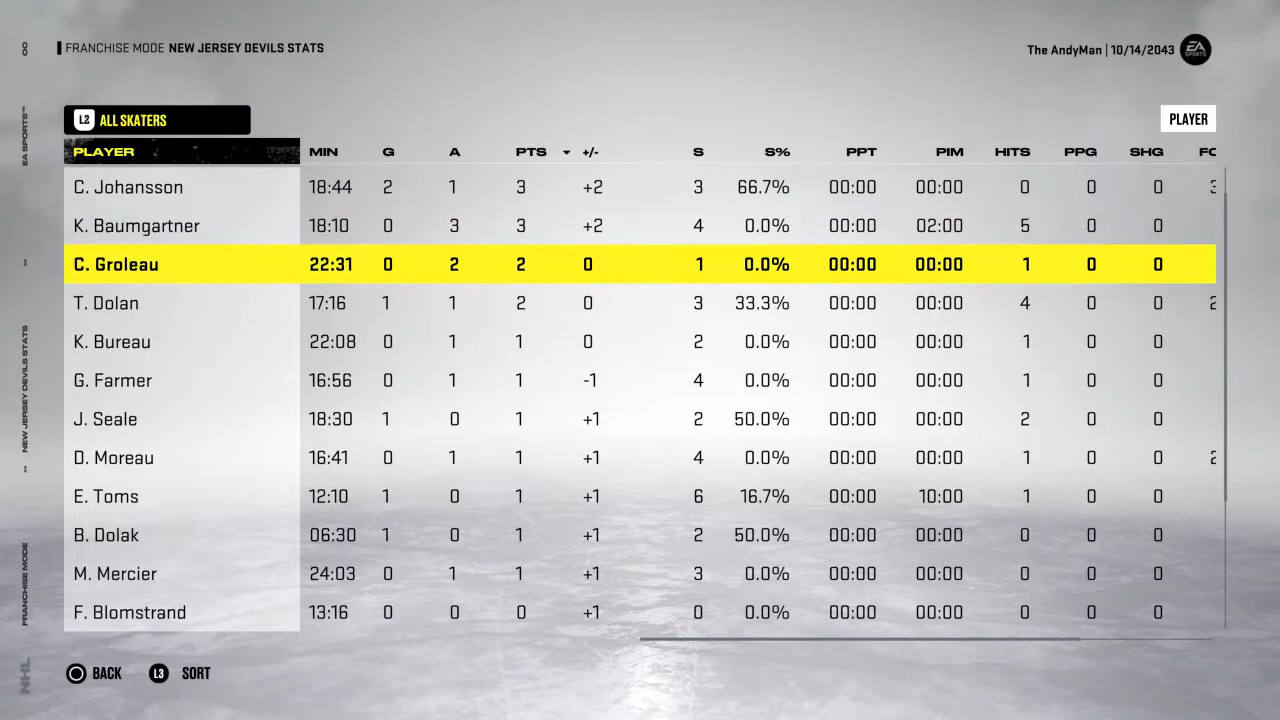 FRANCHISE MODE NEW JERSEY DEVILS STATS
The AndyMan | 10/14/2043
EA SPORTS
L2 ALL SKATERS
PLAYER
PLAYER MIN G A PTS +/- S S% PPT PIM HITS PPG SHG
C. Johansson 18:44 2 1 3 +2 3 66.7% 00:00 00:00 0 0 0
K. Baumgartner 18:10 0 3 3 +2 4 0.0% 00:00 02:00 5 0 0
C. Groleau 22:31 0 2 2 0 1 0.0% 00:00 00:00 1 0 0
T. Dolan 17:16 1 1 2 0 3 33.3% 00:00 00:00 4 0 0
K. Bureau 22:08 0 1 1 0 2 0.0% 00:00 00:00 1 0 0
G. Farmer 16:56 0 1 1 -1 4 0.0% 00:00 00:00 1 0 0
J. Seale 18:30 1 0 1 +1 2 50.0% 00:00 00:00 2 0 0
D. Moreau 16:41 0 1 1 +1 4 0.0% 00:00 00:00 1 0 0
E. Toms 12:10 1 0 1 +1 6 16.7% 00:00 10:00 1 0 0
B. Dolak 06:30 1 0 1 +1 2 50.0% 00:00 00:00 0 0 0
M. Mercier 24:03 0 1 1 +1 3 0.0% 00:00 00:00 0 0 0
F. Blomstrand 13:16 0 0 0 +1 0 0.0% 00:00 00:00 0 0 0
BACK L3 SORT
EA SPORTS™
NEW JERSEY DEVILS STATS
FRANCHISE MODE
NHL